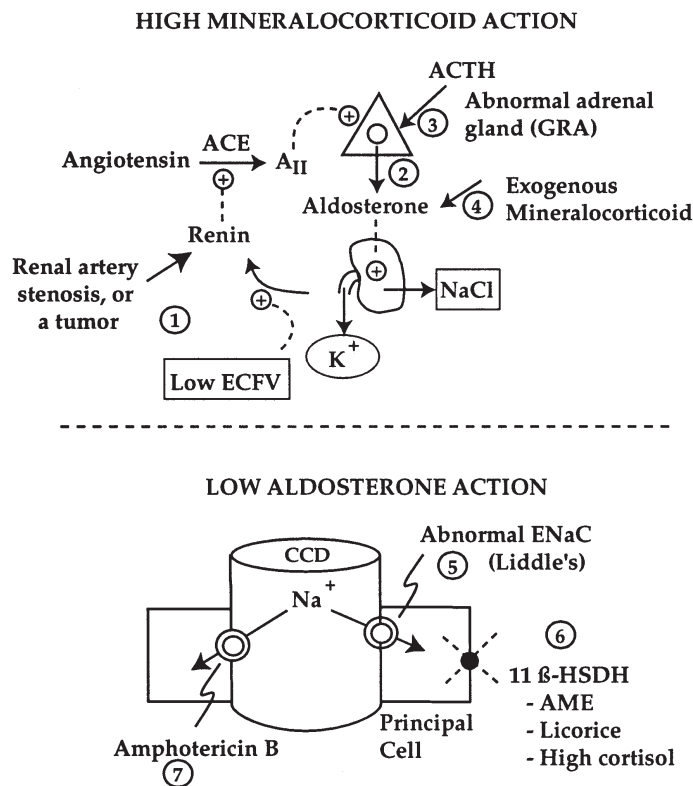 HIGH MINERALOCORTICOID ACTION
ACTH
Abnormal adrenal
gland (GRA)
3
+
ACE
Angiotensin
AII
+
2
Aldosterone
4
Exogenous
Mineralocorticoid
Renin
Renal artery
stenosis, or
a tumor
1
+
+
NaCl
K+
Low ECFV
LOW ALDOSTERONE ACTION
Abnormal ENaC
5
(Liddle's)
CCD
Na+
6
11 ß-HSDH
- AME
- Licorice
- High cortisol
Principal
Cell
Amphotericin B
7